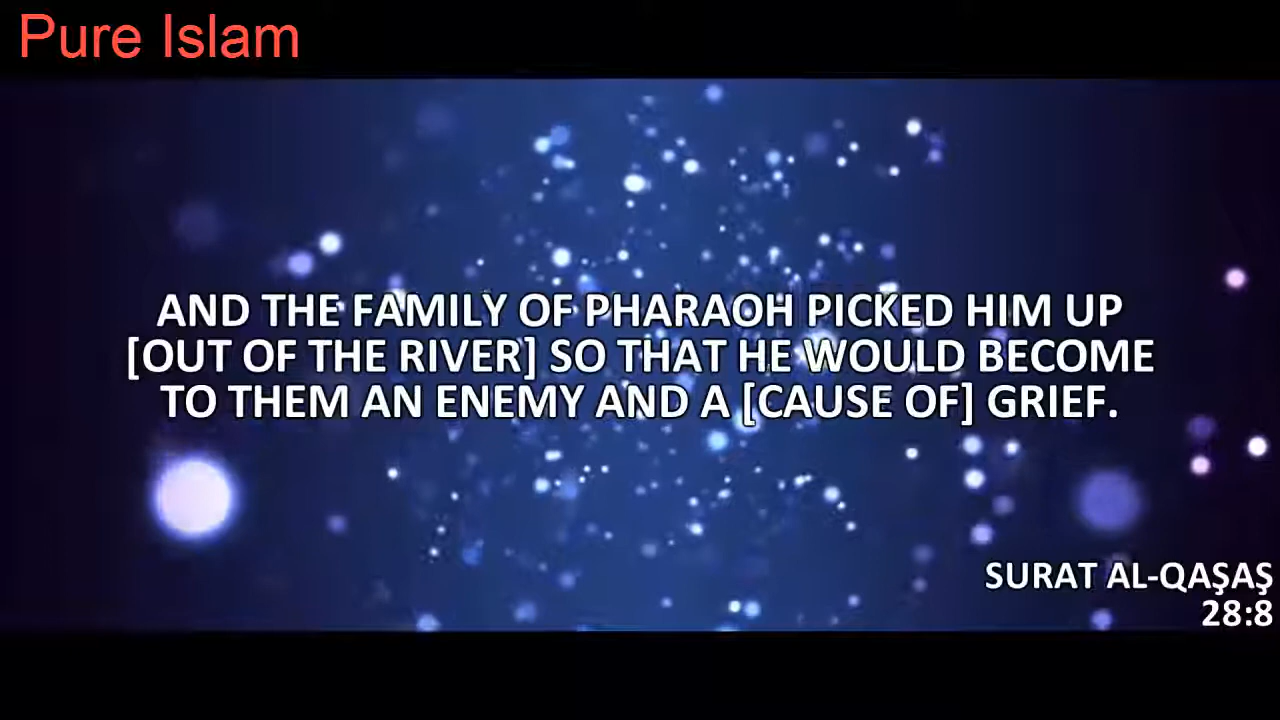 Pure Islam
AND THE FAMILY OF PHARAOH PICKED HIM UP
[OUT OF THE RIVER] SO THAT HE WOULD BECOME
TO THEM AN ENEMY AND A [CAUSE OF] GRIEF.
SURAT AL-QAŞAŞ
28:8